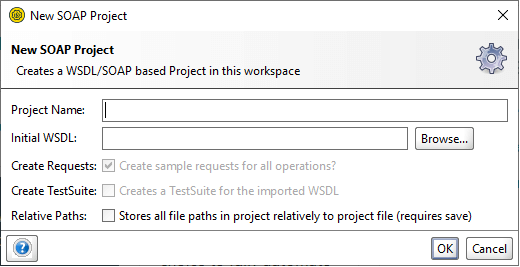 New SOAP Project
New SOAP Project
Creates a WSDL/SOAP based Project in this workspace
Project Name:
Initial WSDL: Browse...
Create Requests: Create sample requests for all operations?
Create TestSuite: Creates a TestSuite for the imported WSDL
Relative Paths: Stores all file paths in project relatively to project file (requires save)
? OK Cancel